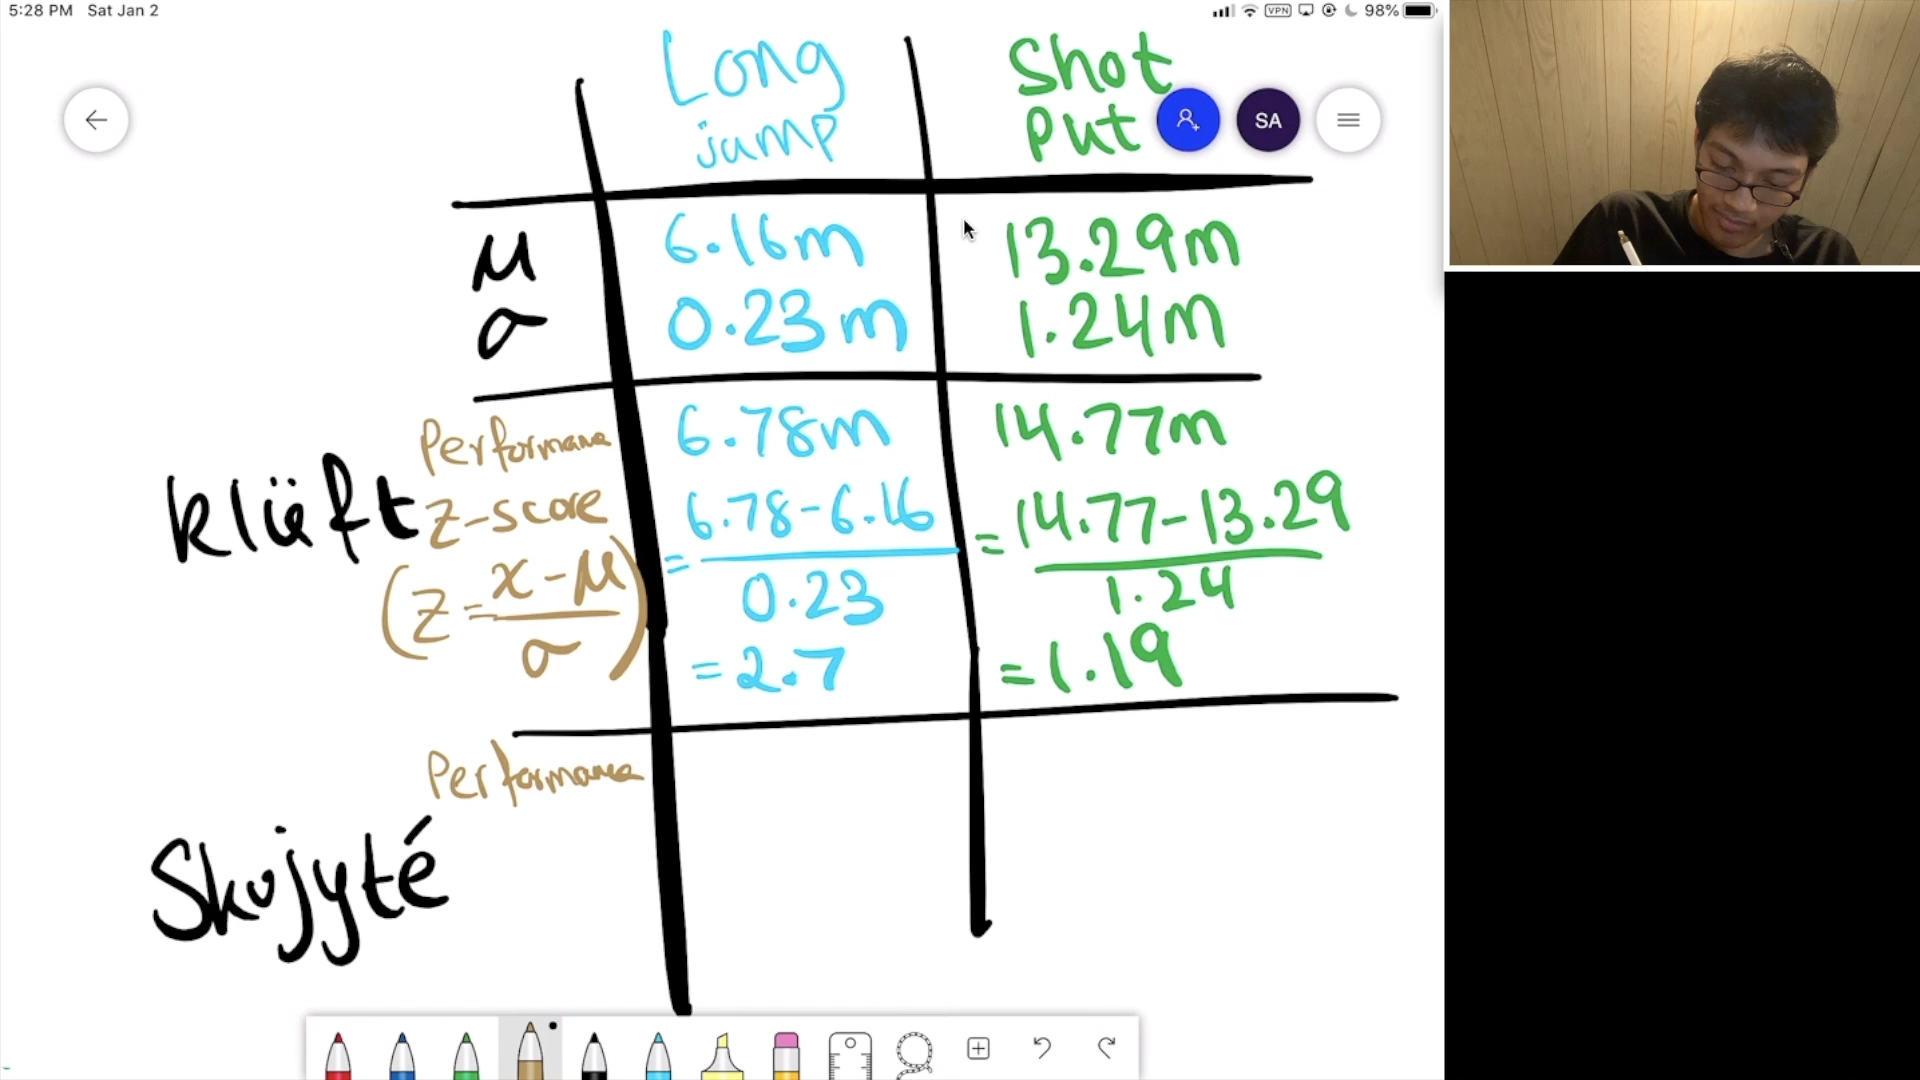 5:28 PM Sat Jan 2 VPN 98%
Long jump
Shot Put
SA
μ 6.16m 13.29m
σ 0.23m 1.24m
Performance 6.78m 14.77m
Klüft z-score
(z = x - μ / σ)
= 6.78 - 6.16 / 0.23
= 14.77 - 13.29 / 1.24
= 2.7 = 1.19
Performance
Skujyté